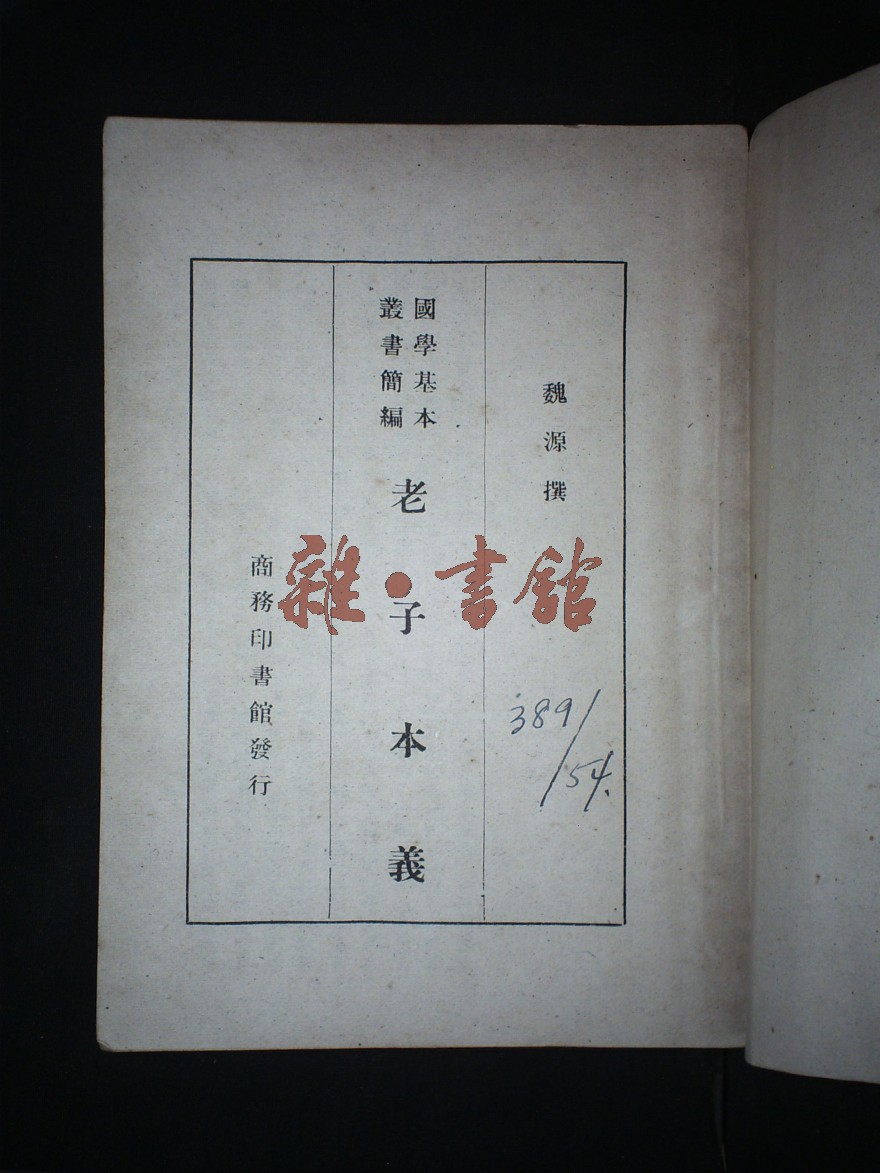 魏源撰
國學基本
叢書簡編
老子本義
商務印書館發行
雜·書館
389/54.